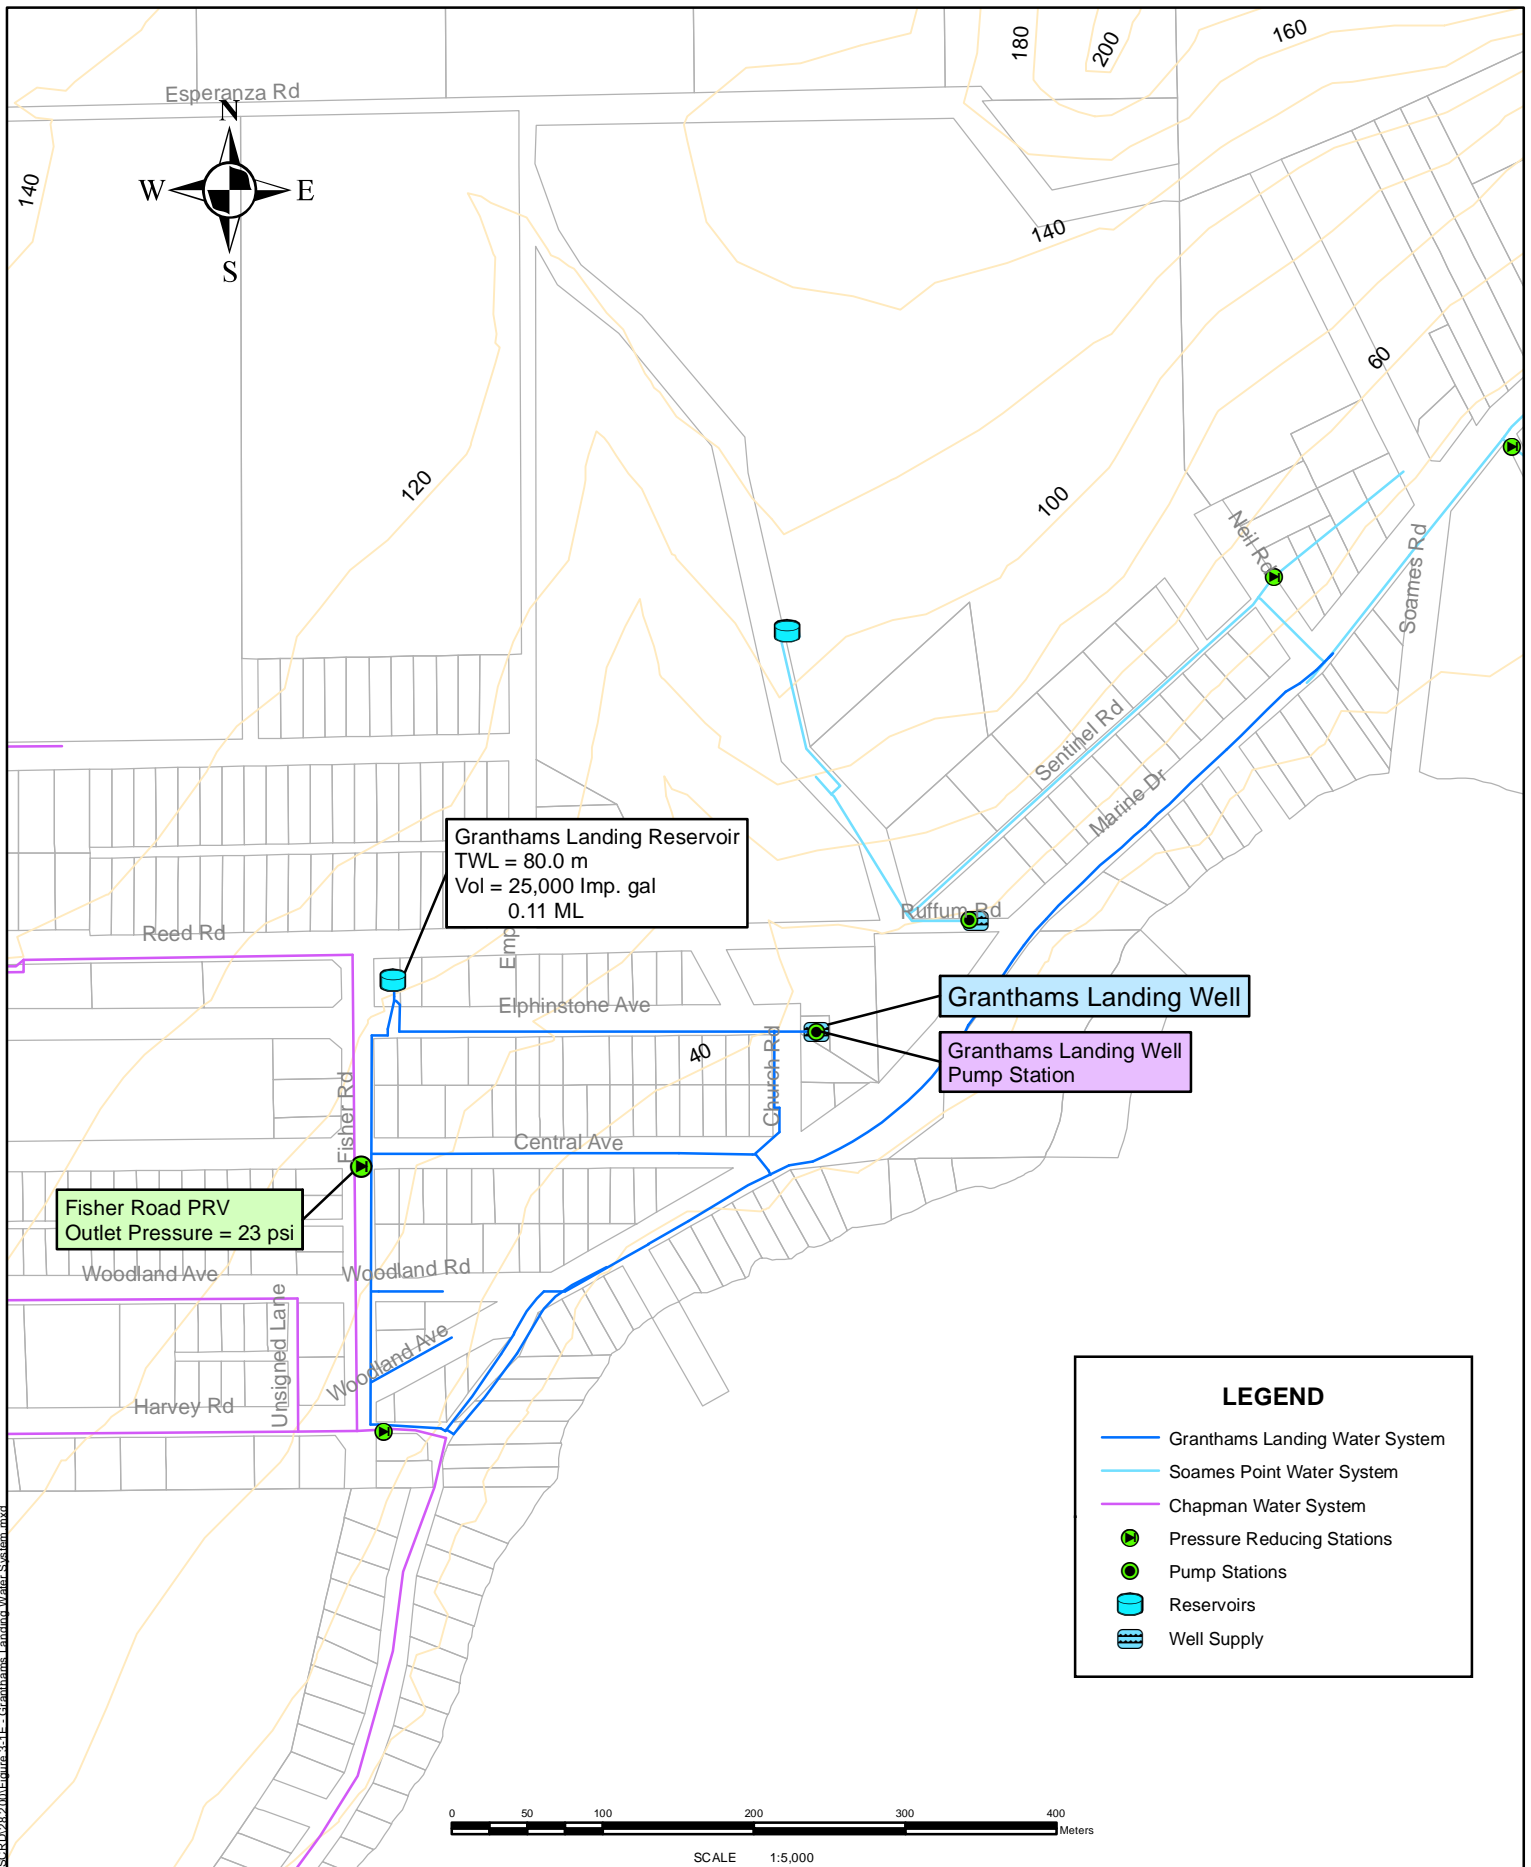 180
200
160
Esperanza Rd
N
W E
S
140
140
60
120
100
Neil Rd
Soames Rd
Sentinel Rd
Marine Dr
Granthams Landing Reservoir
TWL = 80.0 m
Vol = 25,000 Imp. gal
0.11 ML
Ruffum Rd
Reed Rd
Emp
Elphinstone Ave
Granthams Landing Well
Granthams Landing Well
Pump Station
40
Church Rd
Fisher Rd
Central Ave
Fisher Road PRV
Outlet Pressure = 23 psi
Woodland Ave
Woodland Rd
Unsigned Lane
Woodland Ave
Harvey Rd
LEGEND
Granthams Landing Water System
Soames Point Water System
Chapman Water System
Pressure Reducing Stations
Pump Stations
Reservoirs
Well Supply
0 50 100 200 300 400
Meters
SCALE 1:5,000